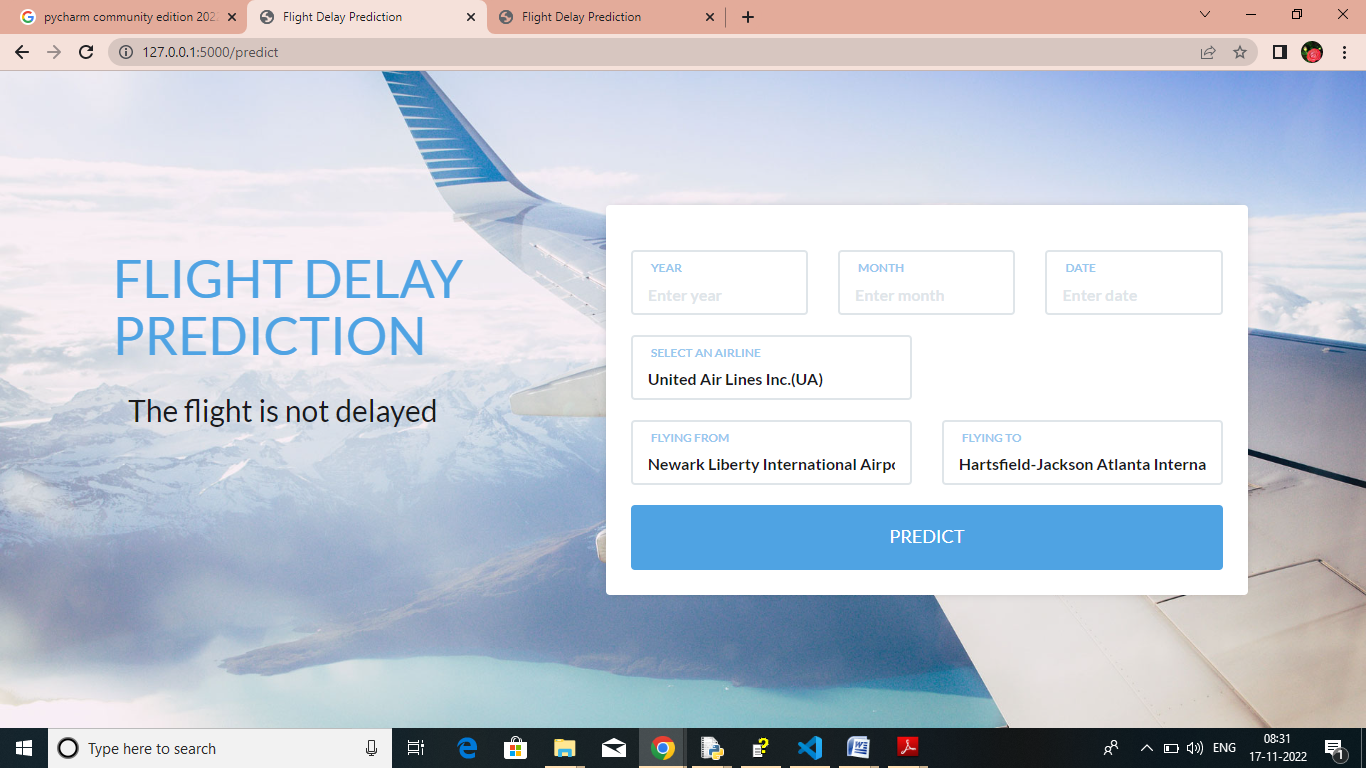 pycharm community edition 202
Flight Delay Prediction
Flight Delay Prediction
127.0.0.1:5000/predict
FLIGHT DELAY
PREDICTION
The flight is not delayed
YEAR
Enter year
MONTH
Enter month
DATE
Enter date
SELECT AN AIRLINE
United Air Lines Inc.(UA)
FLYING FROM
Newark Liberty International Airpo
FLYING TO
Hartsfield-Jackson Atlanta Interna
PREDICT
Type here to search
ENG
08:31
17-11-2022
1